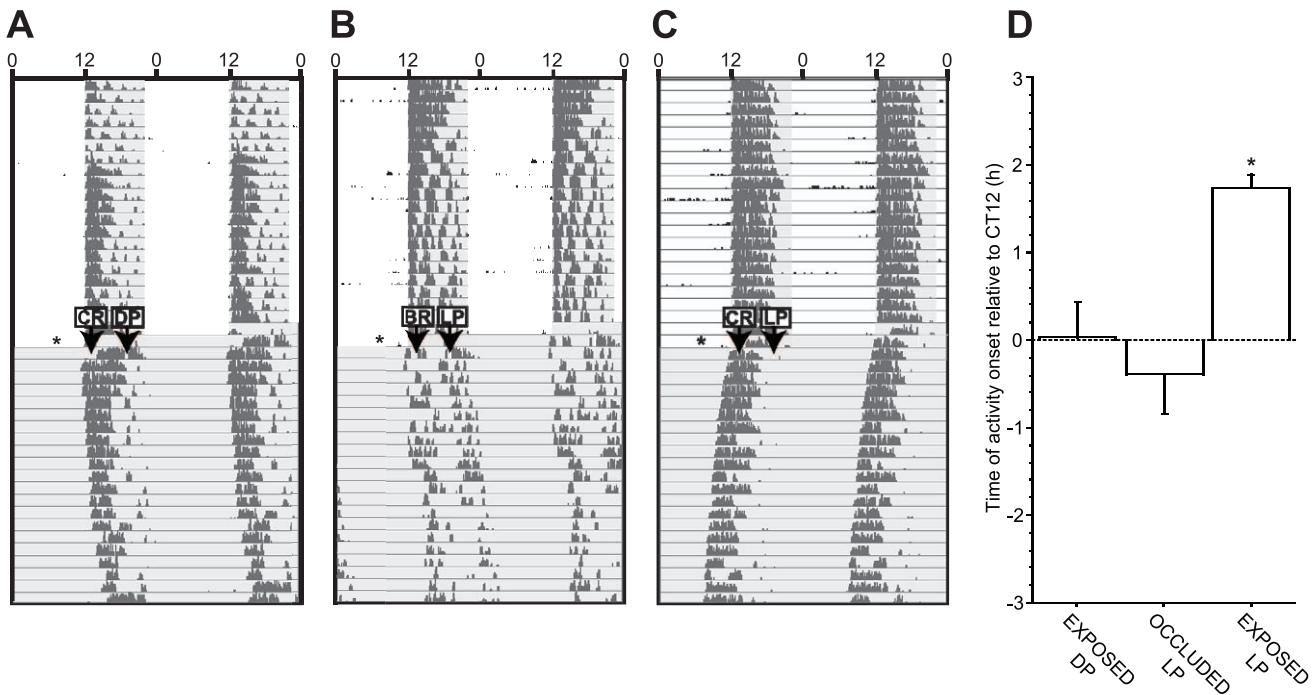 A B C D
0 12 0 12 0
0 12 0 12 0
0 12 0 12 0
CR DP
*
BR LP
*
CR LP
*
Time of activity onset relative to CT12 (h)
3
2
1
0
-1
-2
-3
*
EXPOSED DP
OCCLUDED LP
EXPOSED LP